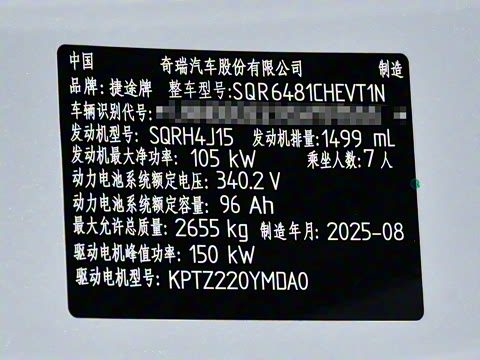 中国 奇瑞汽车股份有限公司 制造
品牌:捷途牌 整车型号:SQR6481CHEVT1N
车辆识别代号:
发动机型号: SQRH4J15 发动机排量:1499 mL
发动机最大净功率: 105 kW 乘坐人数:7人
动力电池系统额定电压: 340.2 V
动力电池系统额定容量: 96 Ah
最大允许总质量: 2655 kg 制造年月: 2025-08
驱动电机峰值功率: 150 kW
驱动电机型号: KPTZ220YMDA0